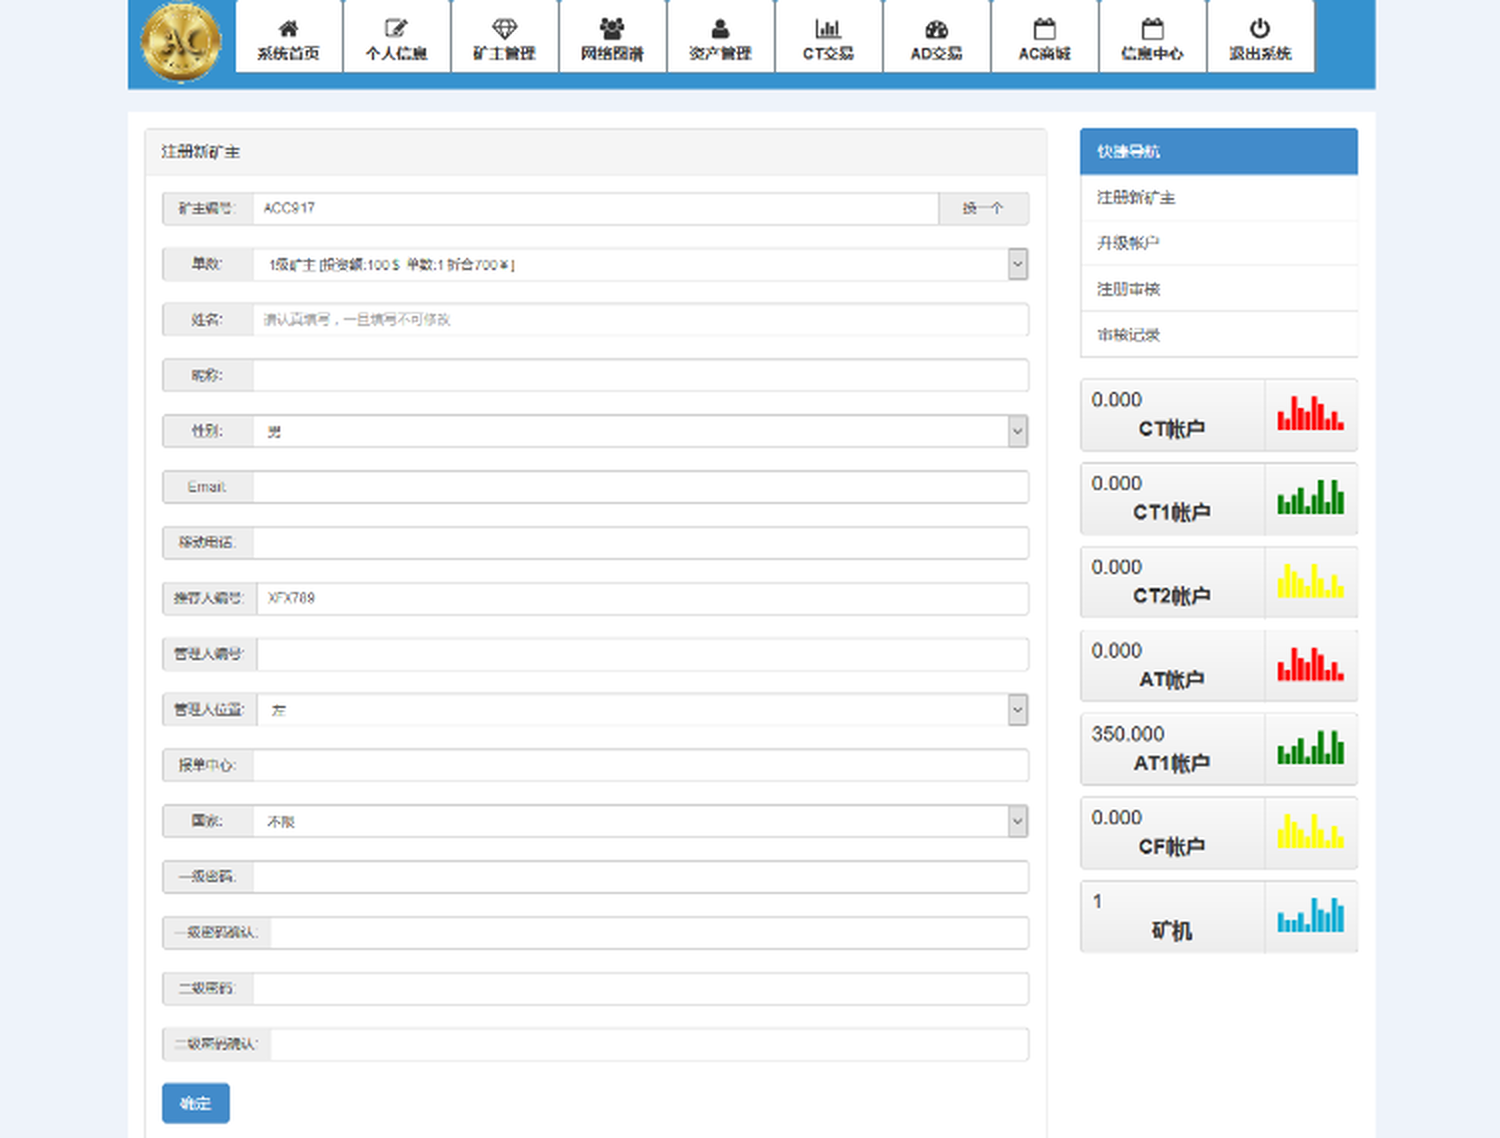 AC
系统首页 个人信息 矿主管理 网络图谱 资产管理 CT交易 AD交易 AC商城 信息中心 退出系统
注册新矿主
矿主编号: ACC917 换一个
单数: 1级矿主 [投资额:100$ 单数:1 折合700¥]
姓名: 请认真填写，一旦填写不可修改
昵称:
性别: 男
Email:
移动电话:
推荐人编号: XFX789
管理人编号:
管理人位置: 左
报单中心:
国家: 不限
一级密码:
一级密码确认:
二级密码:
二级密码确认:
确定
快捷导航
注册新矿主
升级帐户
注册审核
审核记录
0.000
CT帐户
0.000
CT1帐户
0.000
CT2帐户
0.000
AT帐户
350.000
AT1帐户
0.000
CF帐户
1
矿机